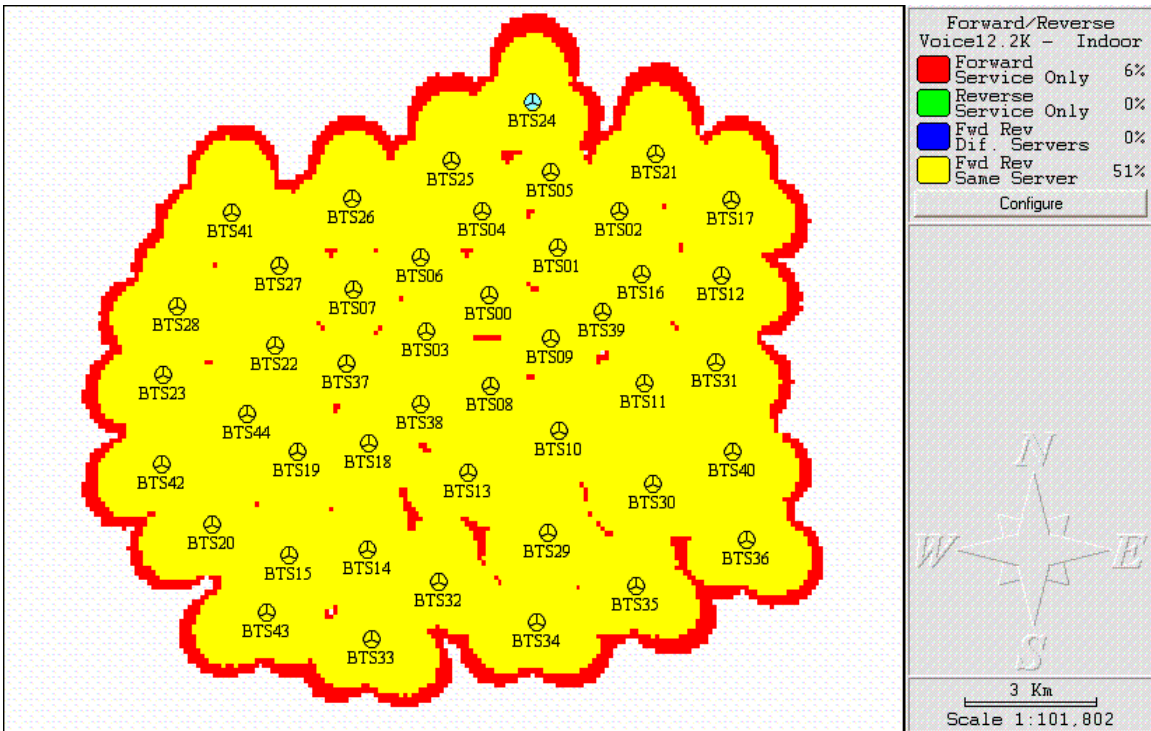 Forward/Reverse
Voice12.2K - Indoor
Forward
Service Only 6%
Reverse
Service Only 0%
Fwd Rev
Dif. Servers 0%
Fwd Rev
Same Server 51%
Configure
BTS24
BTS25
BTS05
BTS21
BTS41
BTS26
BTS04
BTS02
BTS17
BTS27
BTS06
BTS01
BTS16
BTS12
BTS28
BTS07
BTS00
BTS39
BTS22
BTS03
BTS09
BTS23
BTS37
BTS31
BTS44
BTS38
BTS08
BTS11
BTS42
BTS19
BTS18
BTS10
BTS40
BTS13
BTS30
BTS20
BTS15
BTS14
BTS29
BTS36
BTS43
BTS32
BTS35
BTS33
BTS34
N
W E
S
3 Km
Scale 1:101,802